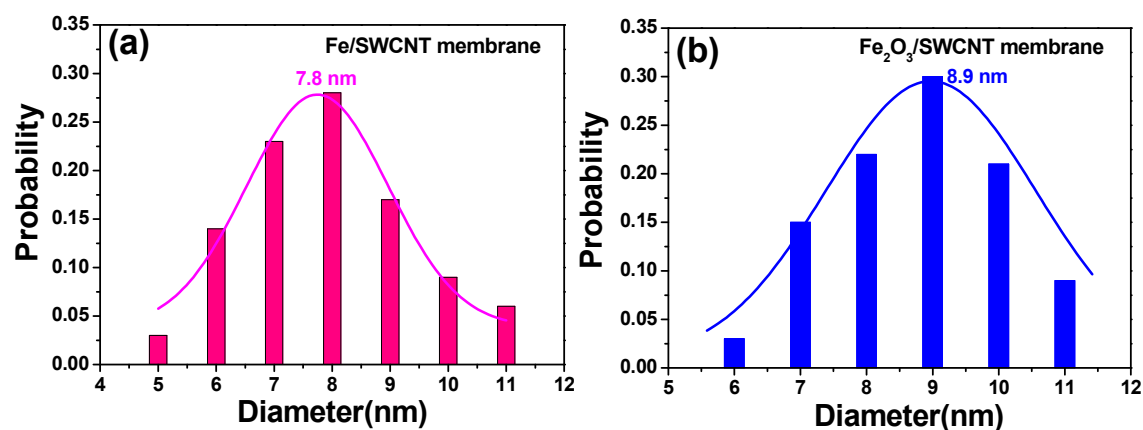 (a)
Fe/SWCNT membrane
7.8 nm
Probability
0.35
0.30
0.25
0.20
0.15
0.10
0.05
0.00
4 5 6 7 8 9 10 11 12
Diameter(nm)
(b)
Fe₂O₃/SWCNT membrane
8.9 nm
Probability
0.35
0.30
0.25
0.20
0.15
0.10
0.05
0.00
5 6 7 8 9 10 11 12
Diameter(nm)